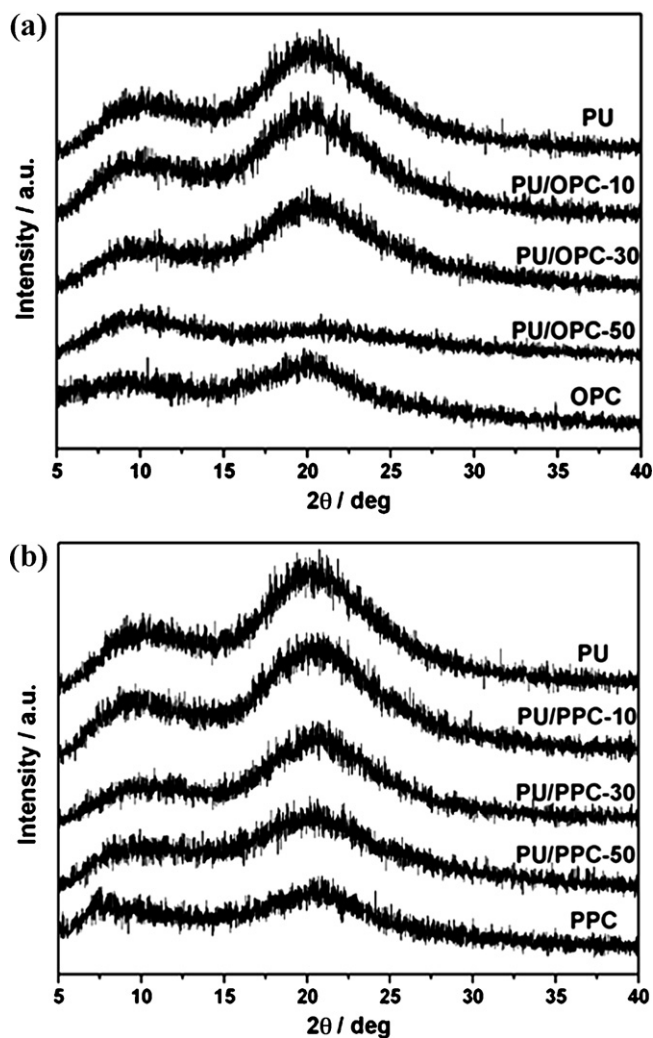 (a)
PU
PU/OPC-10
PU/OPC-30
PU/OPC-50
OPC
Intensity / a.u.
5 10 15 20 25 30 35 40
2θ / deg
(b)
PU
PU/PPC-10
PU/PPC-30
PU/PPC-50
PPC
Intensity / a.u.
5 10 15 20 25 30 35 40
2θ / deg